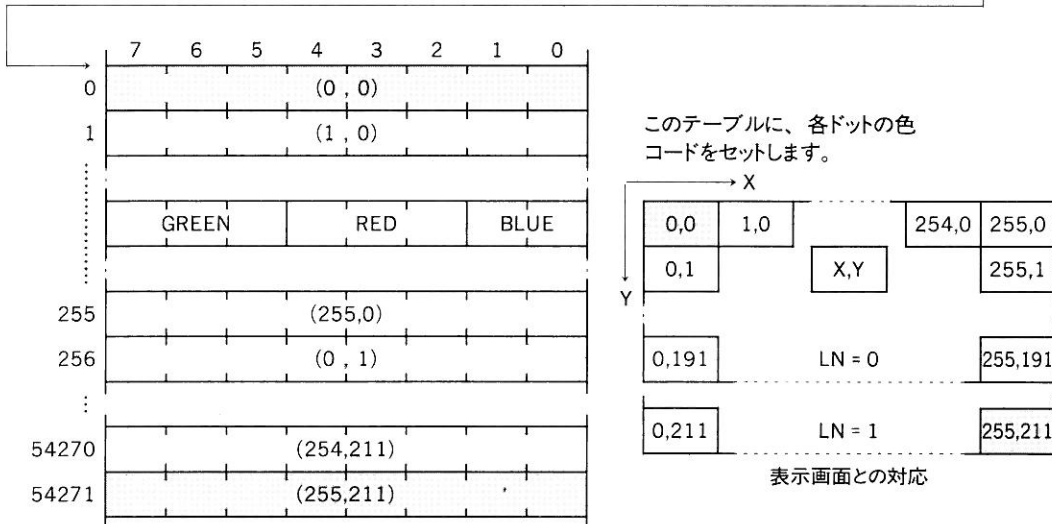 7 6 5 4 3 2 1 0
0 (0 , 0)
1 (1 , 0)
GREEN RED BLUE
255 (255,0)
256 (0 , 1)
54270 (254,211)
54271 (255,211)
このテーブルに、各ドットの色
コードをセットします。
X
0,0 1,0 254,0 255,0
0,1 X,Y 255,1
Y
0,191 LN = 0 255,191
0,211 LN = 1 255,211
表示画面との対応